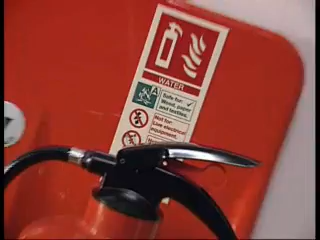 WATER
A
Safe for:
Wood, paper
and textiles.
Not for:
Live electrical
equipment.